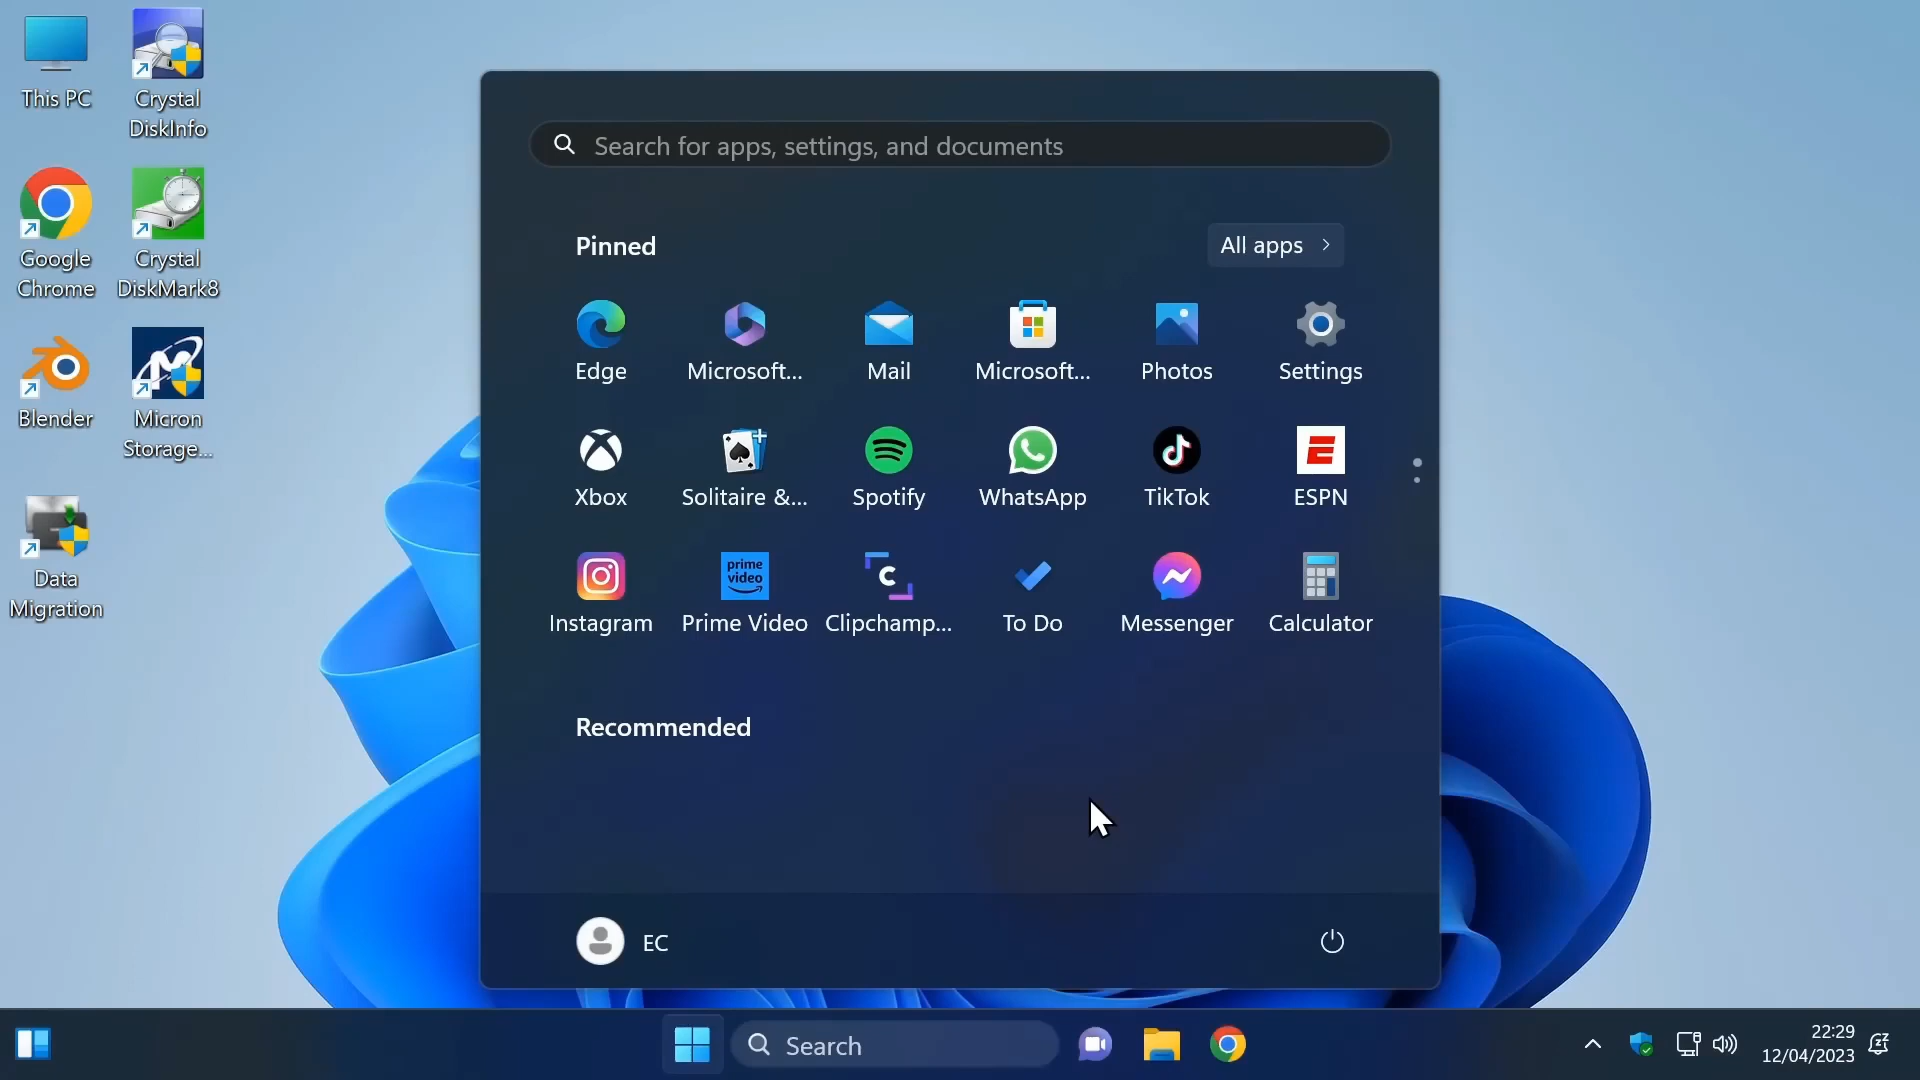 This PC
Crystal
DiskInfo
Google
Chrome
Crystal
DiskMark8
Blender
Micron
Storage...
Data
Migration
Search for apps, settings, and documents
Pinned
All apps
Edge
Microsoft...
Mail
Microsoft...
Photos
Settings
Xbox
Solitaire &...
Spotify
WhatsApp
TikTok
ESPN
prime
video
Instagram
Prime Video
Clipchamp...
To Do
Messenger
Calculator
Recommended
EC
Search
22:29
12/04/2023